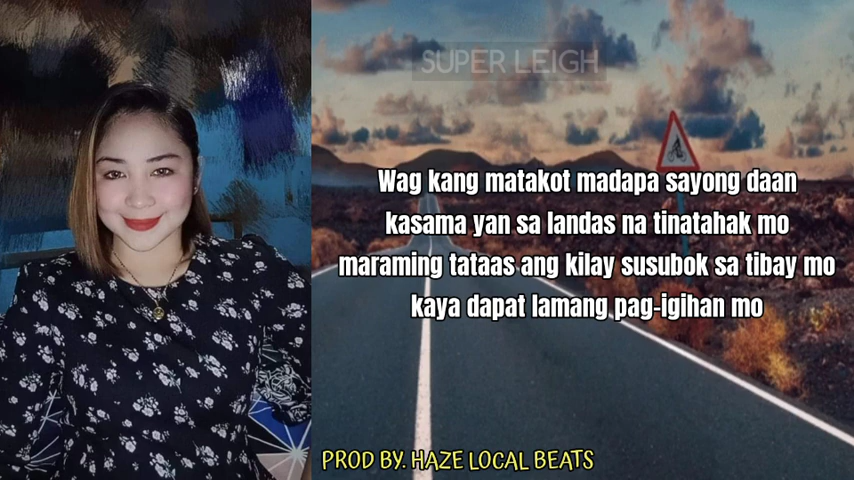 SUPER LEIGH
Wag kang matakot madapa sayong daan
kasama yan sa landas na tinatahak mo
maraming tataas ang kilay susubok sa tibay mo
kaya dapat lamang pag-igihan mo
PROD BY. HAZE LOCAL BEATS